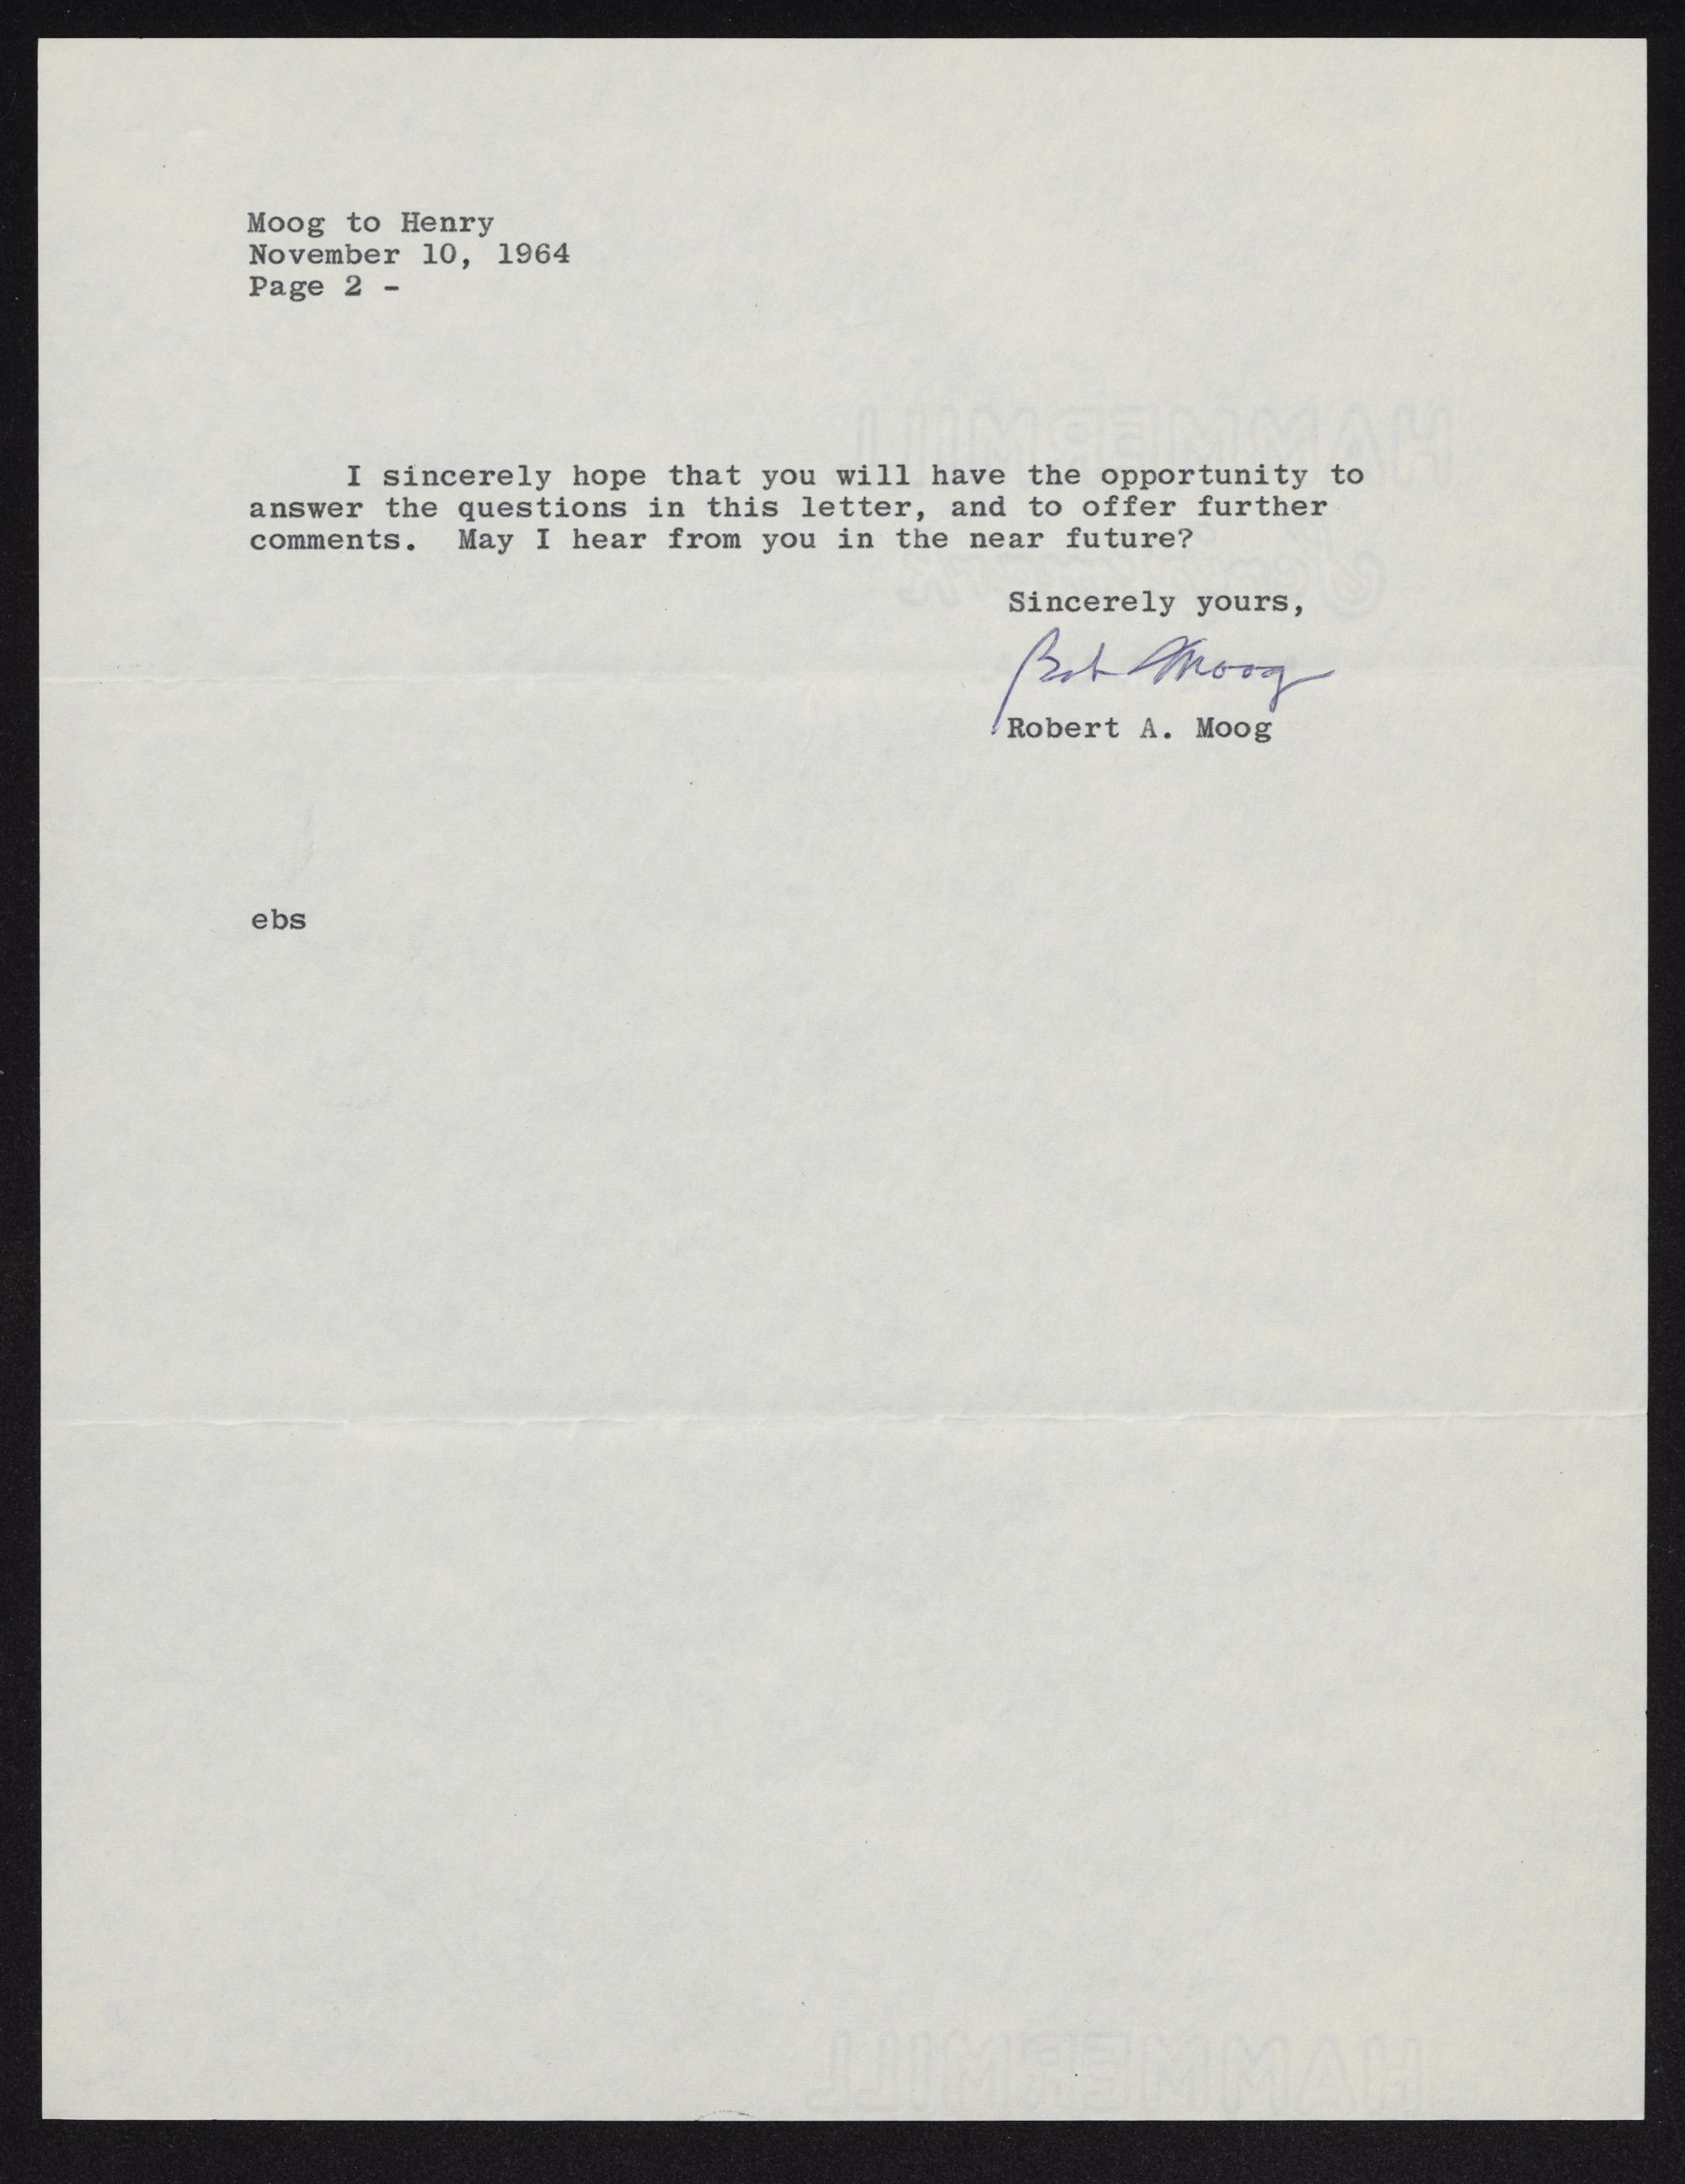 Moog to Henry
November 10, 1964
Page 2 -
HAMMERMILL
I sincerely hope that you will have the opportunity to
answer the questions in this letter, and to offer further
comments.  May I hear from you in the near future?
Sincerely yours,
Bob Moog
Robert A. Moog
ebs
HAMMERMILL